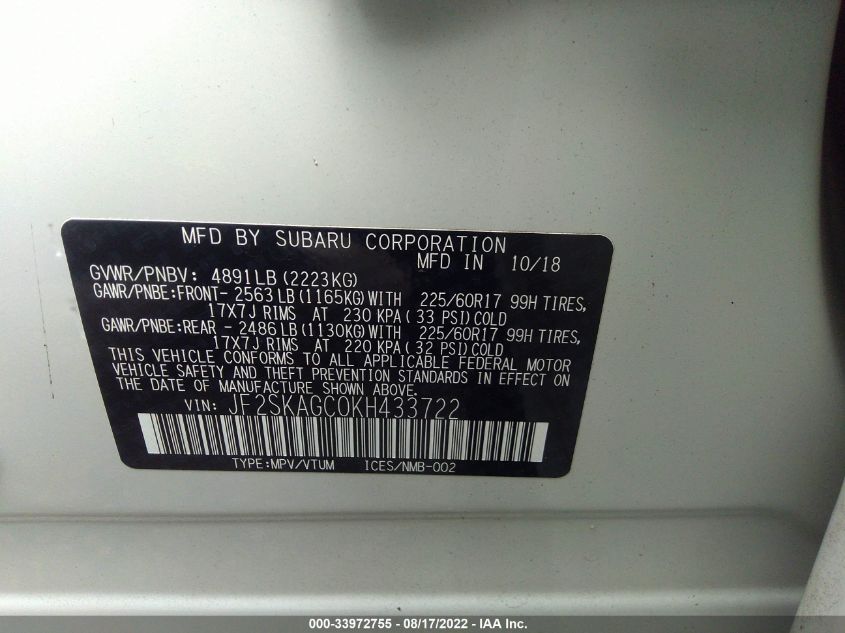 MFD BY SUBARU CORPORATION
MFD IN 10/18
GVWR/PNBV: 4891LB(2223KG)
GAWR/PNBE:FRONT- 2563LB(1165KG)WITH 225/60R17 99H TIRES,
17X7J RIMS AT 230 KPA( 33 PSI)COLD
GAWR/PNBE:REAR - 2486LB(1130KG)WITH 225/60R17 99H TIRES,
17X7J RIMS AT 220 KPA( 32 PSI)COLD
THIS VEHICLE CONFORMS TO ALL APPLICABLE FEDERAL MOTOR
VEHICLE SAFETY AND THEFT PREVENTION STANDARDS IN EFFECT ON
THE DATE OF MANUFACTURE SHOWN ABOVE.
VIN: JF2SKAGC0KH433722
TYPE:MPV/VTUM ICES/NMB-002
000-33972755 - 08/17/2022 - IAA Inc.